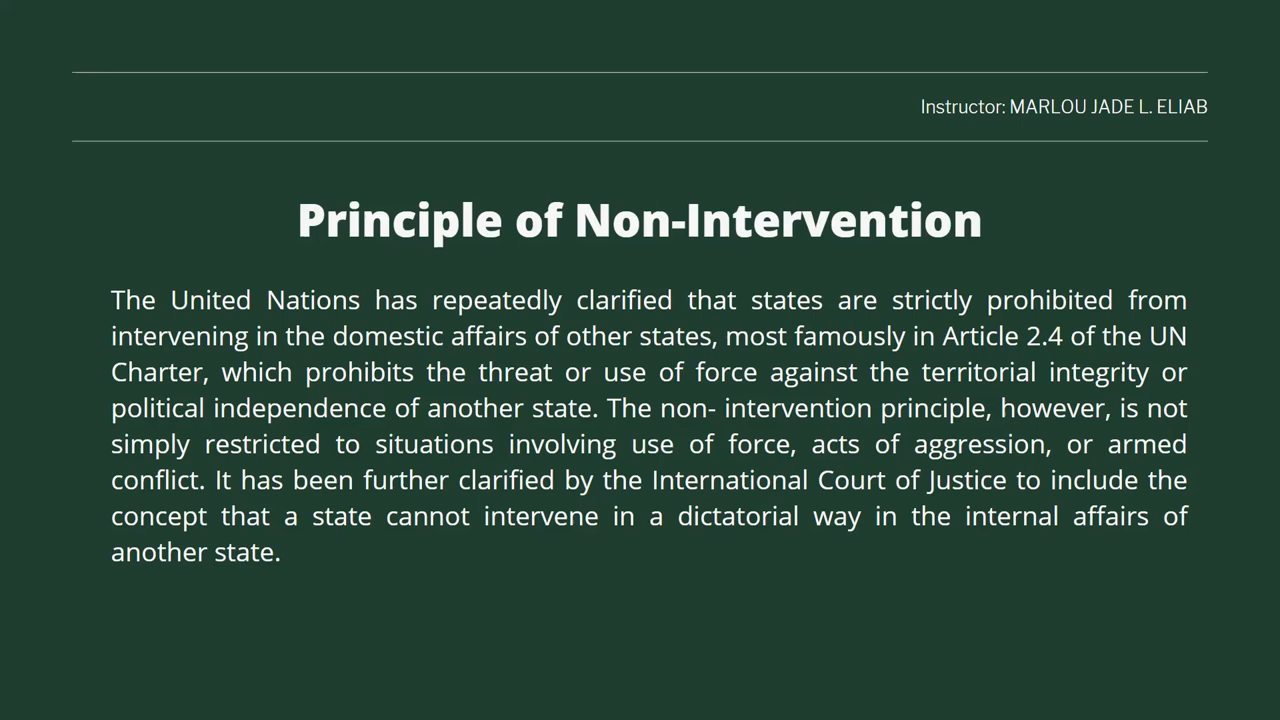 Instructor: MARLOU JADE L. ELIAB
Principle of Non-Intervention
The United Nations has repeatedly clarified that states are strictly prohibited from
intervening in the domestic affairs of other states, most famously in Article 2.4 of the UN
Charter, which prohibits the threat or use of force against the territorial integrity or
political independence of another state. The non- intervention principle, however, is not
simply restricted to situations involving use of force, acts of aggression, or armed
conflict. It has been further clarified by the International Court of Justice to include the
concept that a state cannot intervene in a dictatorial way in the internal affairs of
another state.